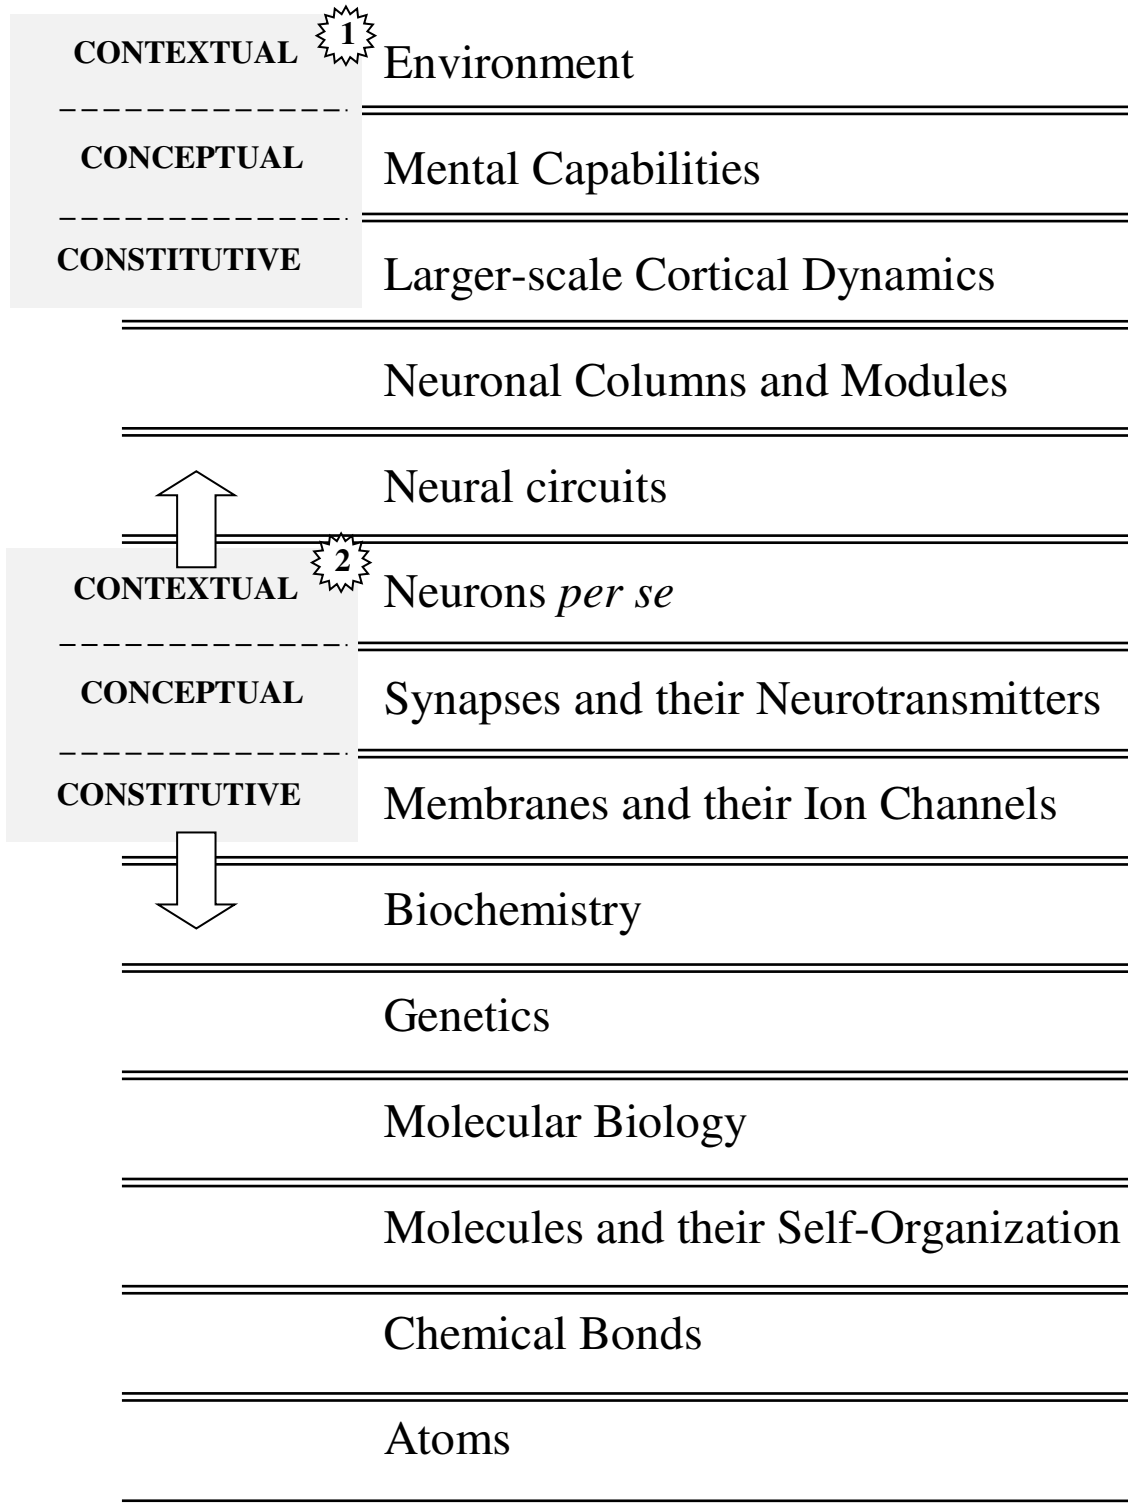 CONTEXTUAL 1 Environment
CONCEPTUAL Mental Capabilities
CONSTITUTIVE Larger-scale Cortical Dynamics
Neuronal Columns and Modules
Neural circuits
CONTEXTUAL 2 Neurons per se
CONCEPTUAL Synapses and their Neurotransmitters
CONSTITUTIVE Membranes and their Ion Channels
Biochemistry
Genetics
Molecular Biology
Molecules and their Self-Organization
Chemical Bonds
Atoms